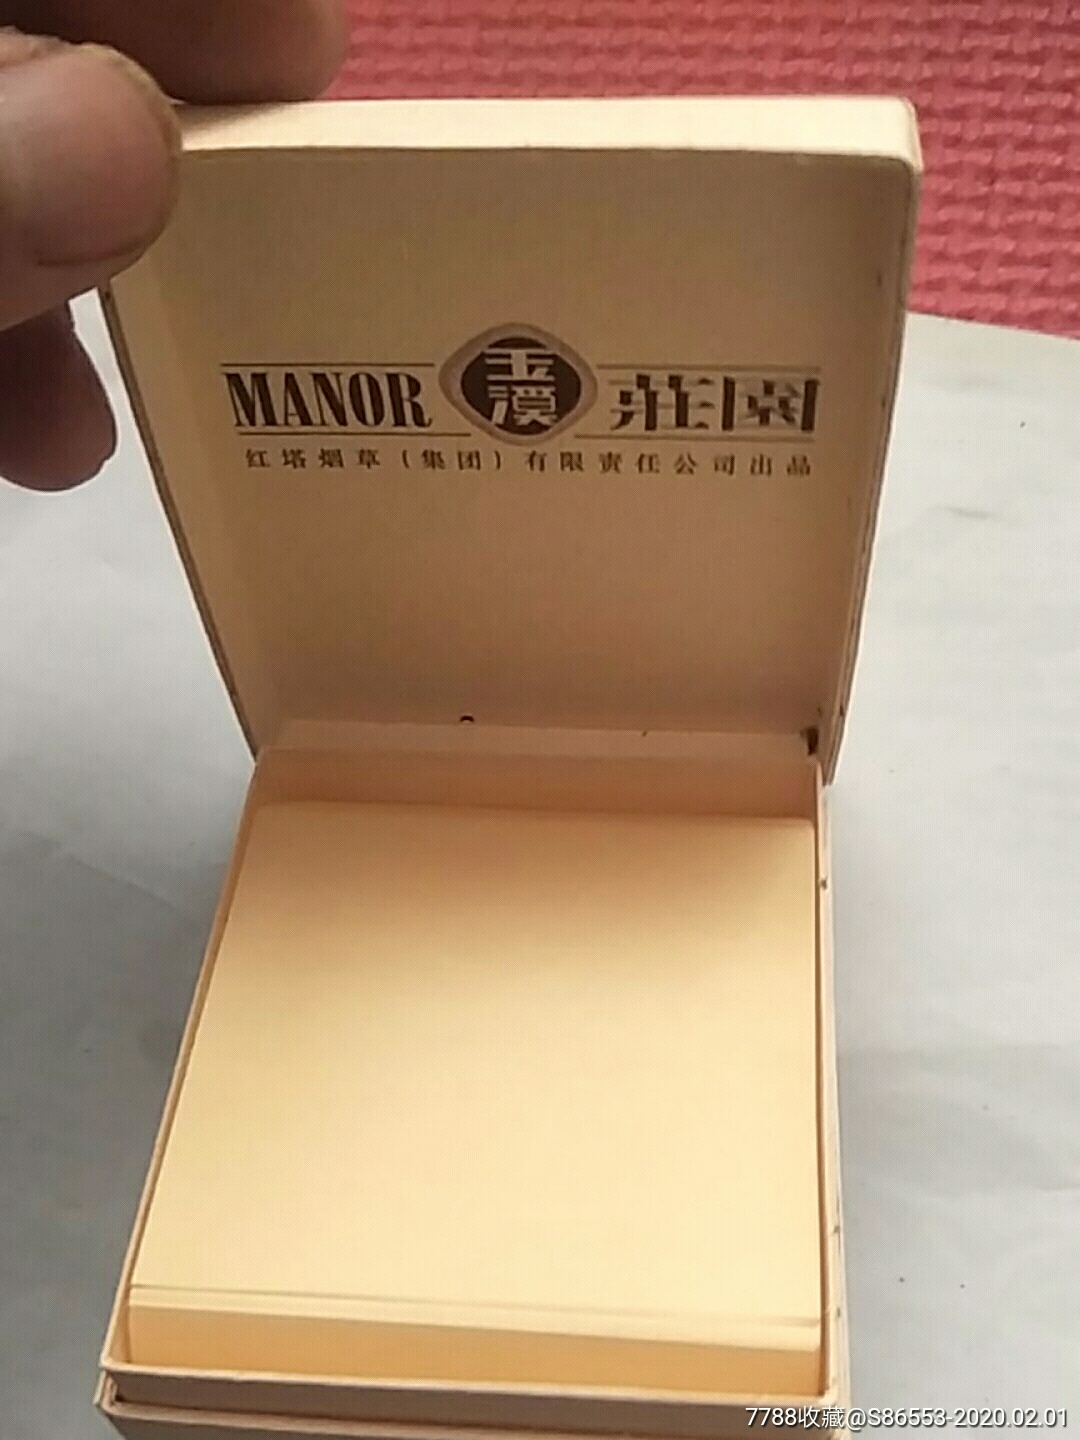 MANOR 玉溪 莊園
红塔烟草(集团)有限责任公司出品
7788收藏@S86553-2020.02.01